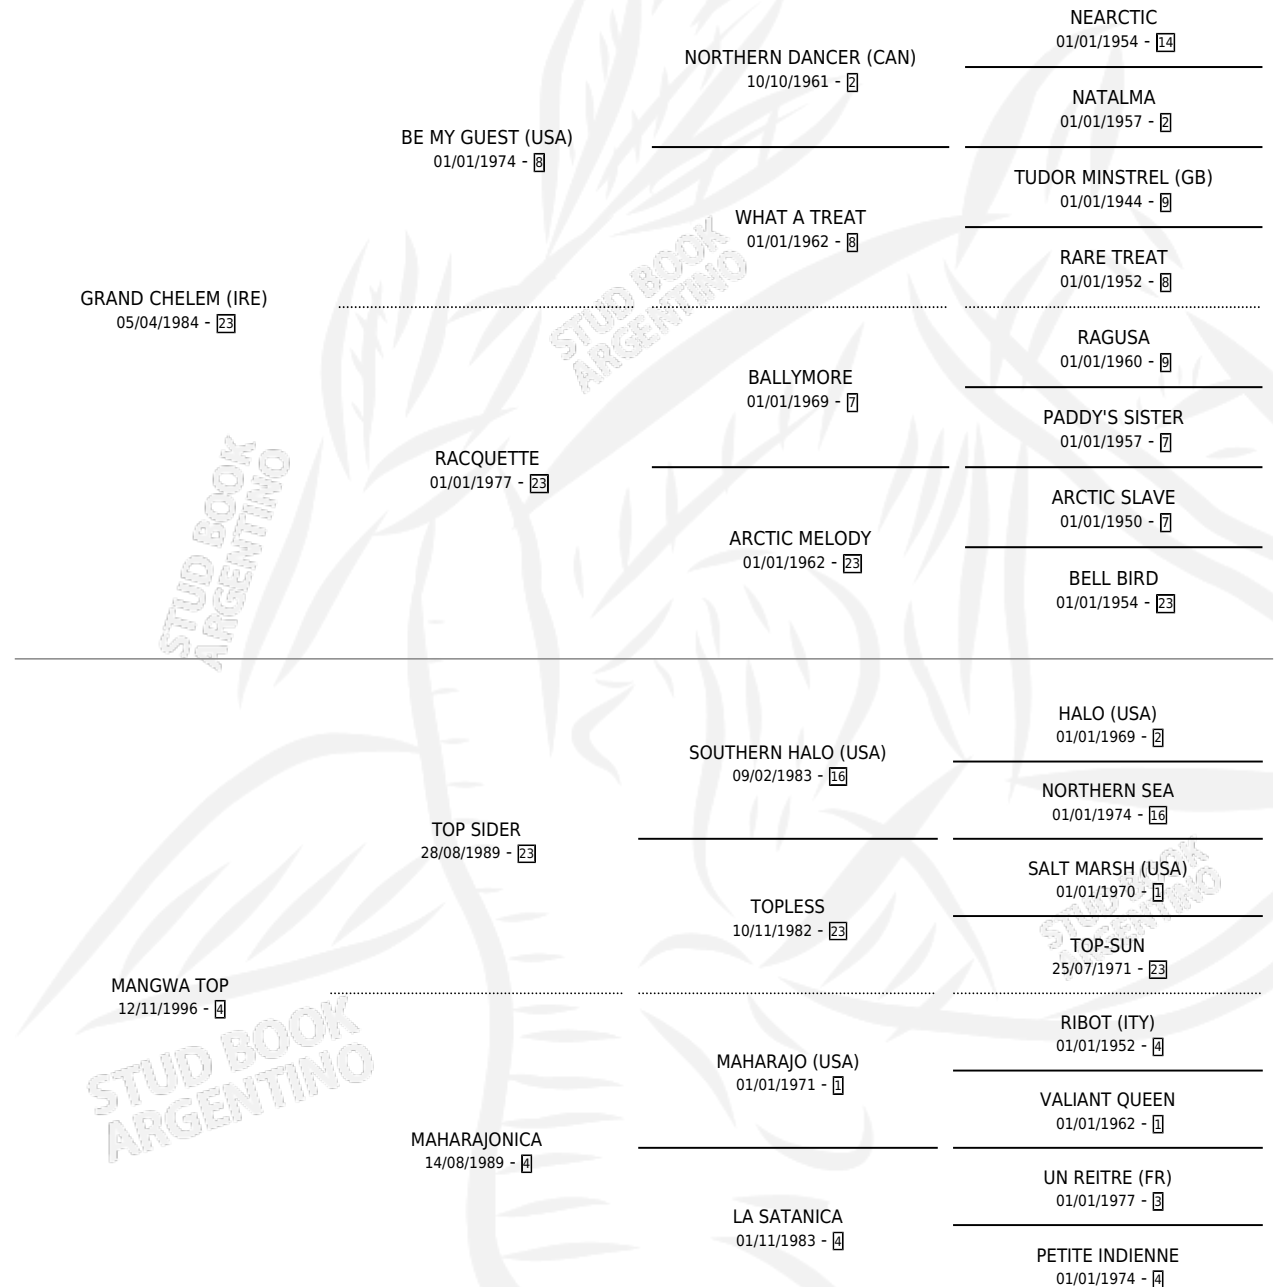 NEARCTIC
01/01/1954 - 14
NORTHERN DANCER (CAN)
10/10/1961 - 2
NATALMA
01/01/1957 - 2
BE MY GUEST (USA)
01/01/1974 - 8
TUDOR MINSTREL (GB)
01/01/1944 - 9
WHAT A TREAT
01/01/1962 - 8
RARE TREAT
01/01/1952 - 8
GRAND CHELEM (IRE)
05/04/1984 - 23
STUD BOOK
ARGENTINO
RAGUSA
01/01/1960 - 9
BALLYMORE
01/01/1969 - 7
PADDY'S SISTER
01/01/1957 - 7
RACQUETTE
01/01/1977 - 23
ARCTIC SLAVE
01/01/1950 - 7
ARCTIC MELODY
01/01/1962 - 23
BELL BIRD
01/01/1954 - 23
STUD BOOK
ARGENTINO
HALO (USA)
01/01/1969 - 2
SOUTHERN HALO (USA)
09/02/1983 - 16
NORTHERN SEA
01/01/1974 - 16
TOP SIDER
28/08/1989 - 23
SALT MARSH (USA)
01/01/1970 - 1
TOPLESS
10/11/1982 - 23
TOP-SUN
25/07/1971 - 23
STUD BOOK
ARGENTINO
MANGWA TOP
12/11/1996 - 4
RIBOT (ITY)
01/01/1952 - 4
MAHARAJO (USA)
01/01/1971 - 1
VALIANT QUEEN
01/01/1962 - 1
STUD BOOK
ARGENTINO
MAHARAJONICA
14/08/1989 - 4
UN REITRE (FR)
01/01/1977 - 3
LA SATANICA
01/11/1983 - 4
PETITE INDIENNE
01/01/1974 - 4